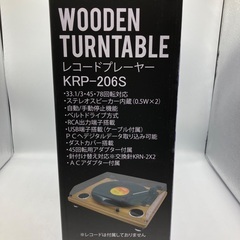 WOODEN
TURNTABLE
レコードプレーヤー
KRP-206S
・33.1/3・45・78回転対応
・ステレオスピーカー内蔵(0.5W×2)
・自動/手動停止機能
・ベルトドライブ方式
・RCA出力端子搭載
・USB端子搭載(ケーブル付属)
PCへデジタルデータ取り込み可能
・ダストカバー搭載
・45回転用アダプター付属
・針付け替え対応※交換針KRN-2X2
・ACアダプター付属
※レコードは付属しておりません。